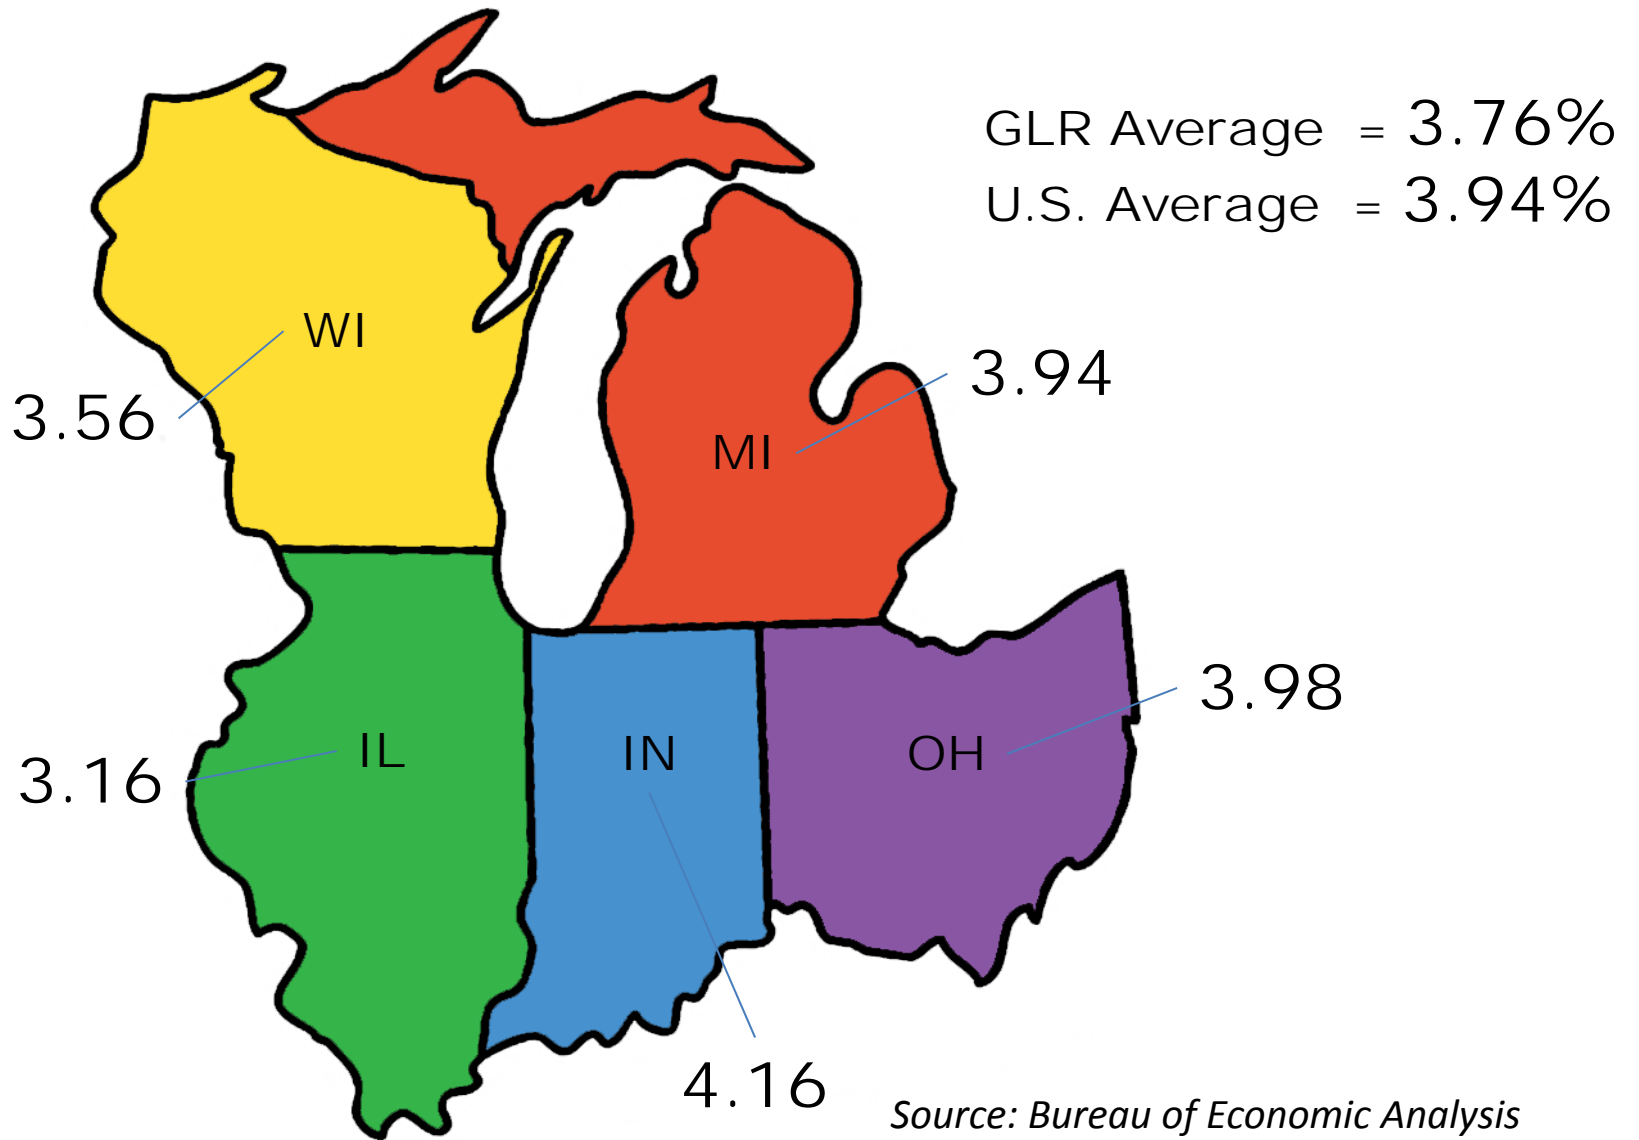 GLR Average = 3.76%
U.S. Average = 3.94%
WI
3.56
MI
3.94
IL
3.16
IN
4.16
OH
3.98
Source: Bureau of Economic Analysis